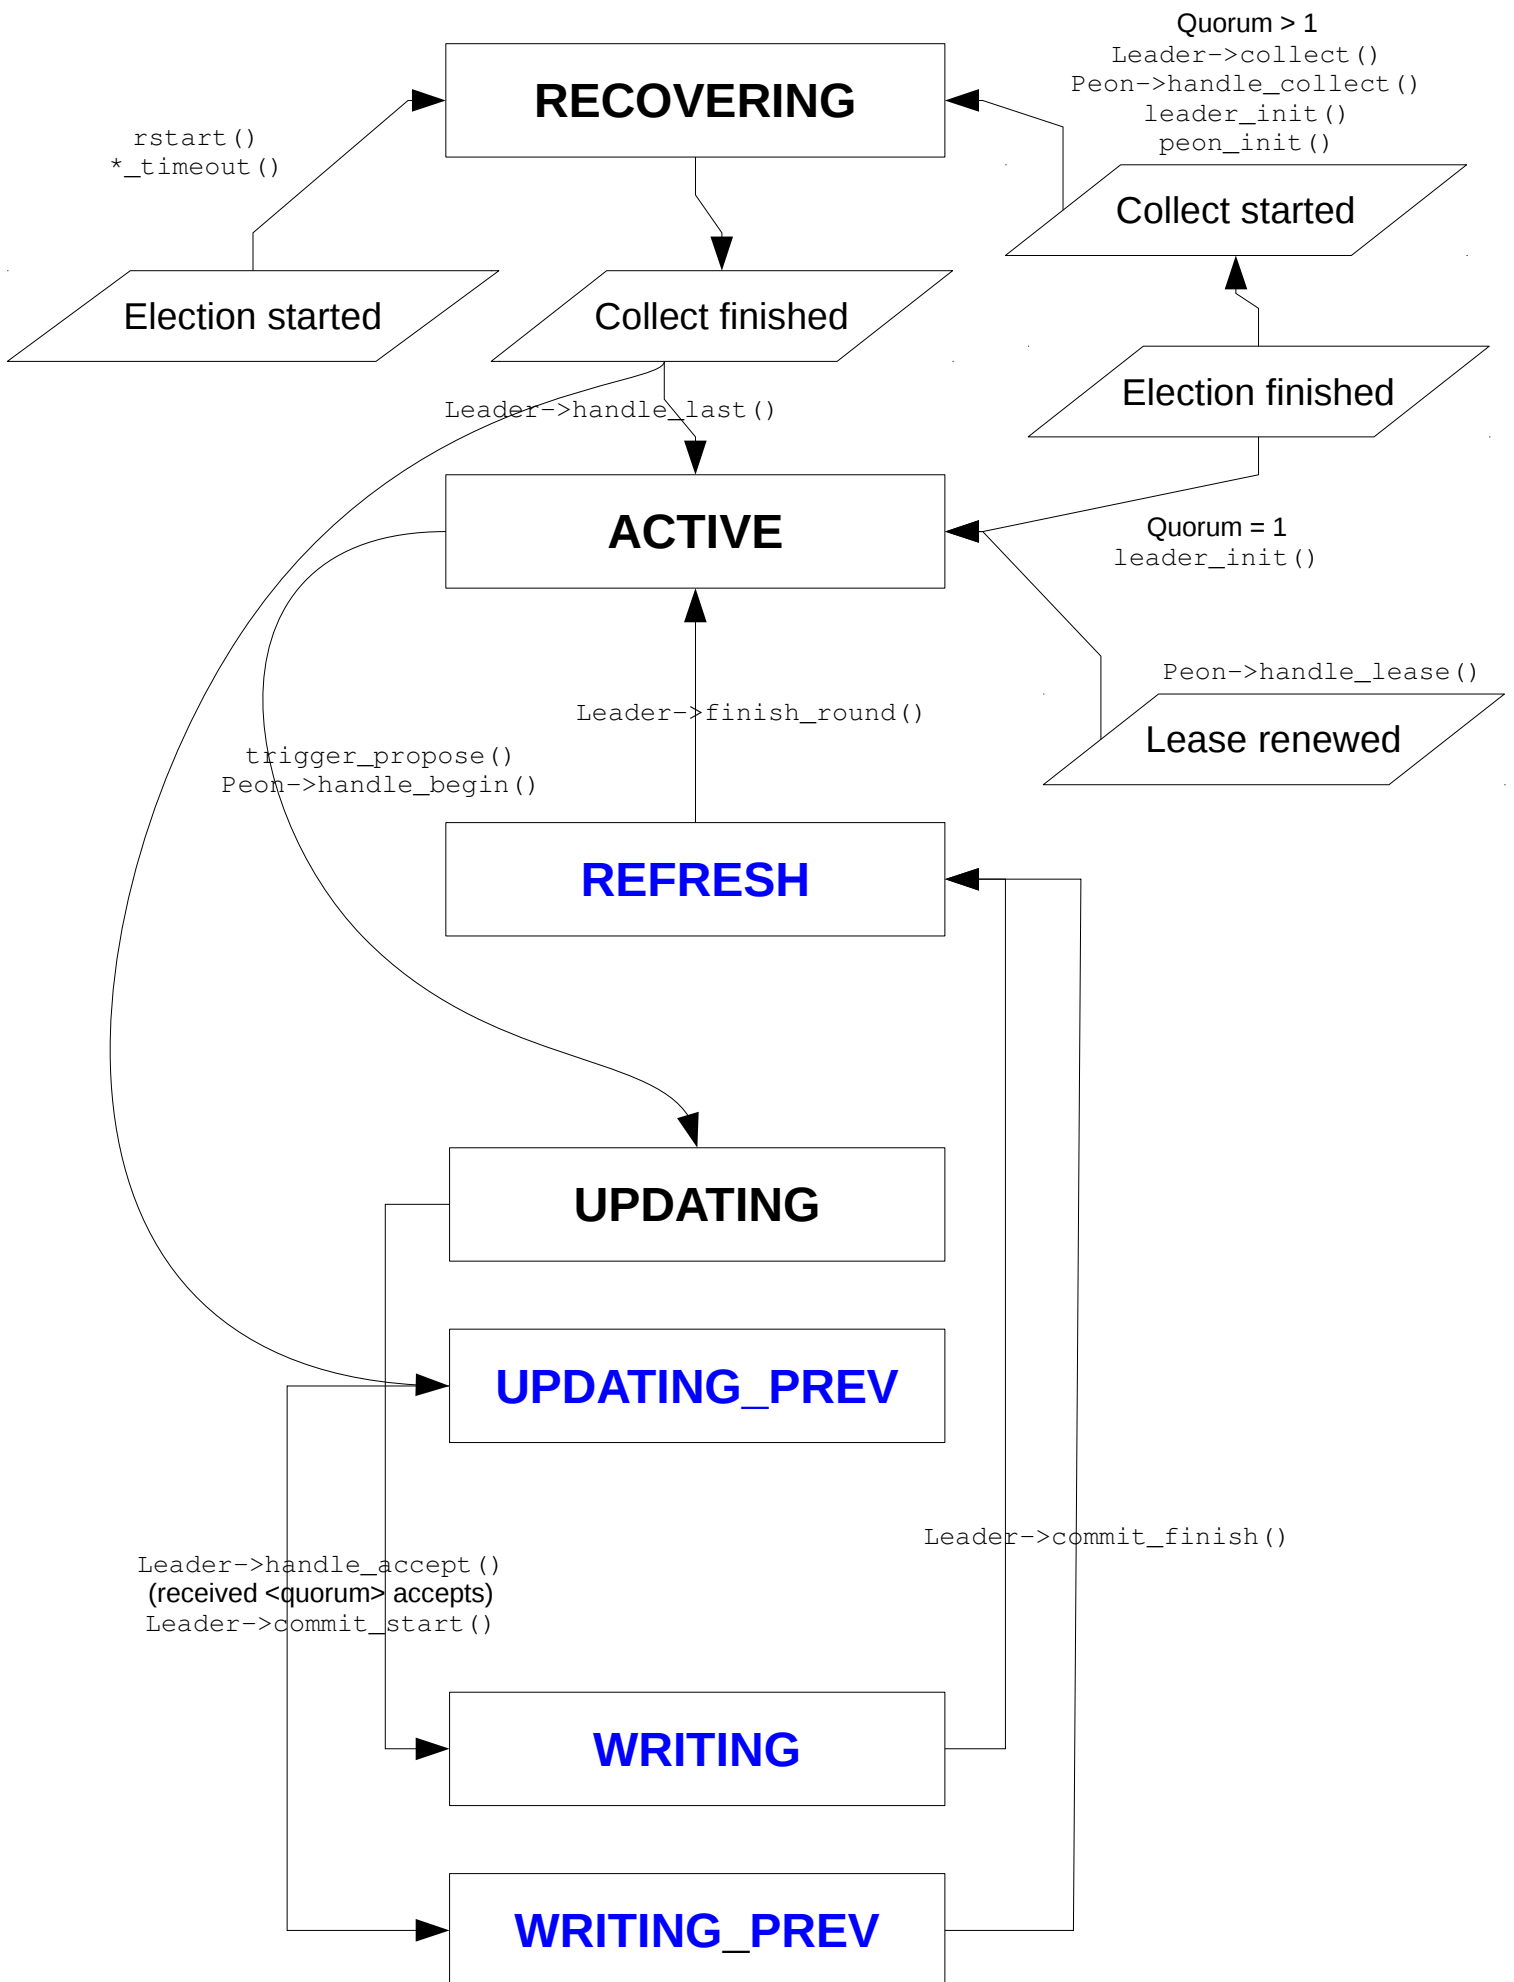 Quorum > 1
Leader->collect()
Peon->handle_collect()
leader_init()
peon_init()
RECOVERING
rstart()
*_timeout()
Collect started
Election started
Collect finished
Election finished
Leader->handle_last()
ACTIVE
Quorum = 1
leader_init()
Peon->handle_lease()
Lease renewed
Leader->finish_round()
trigger_propose()
Peon->handle_begin()
REFRESH
UPDATING
UPDATING_PREV
Leader->commit_finish()
Leader->handle_accept()
(received <quorum> accepts)
Leader->commit_start()
WRITING
WRITING_PREV